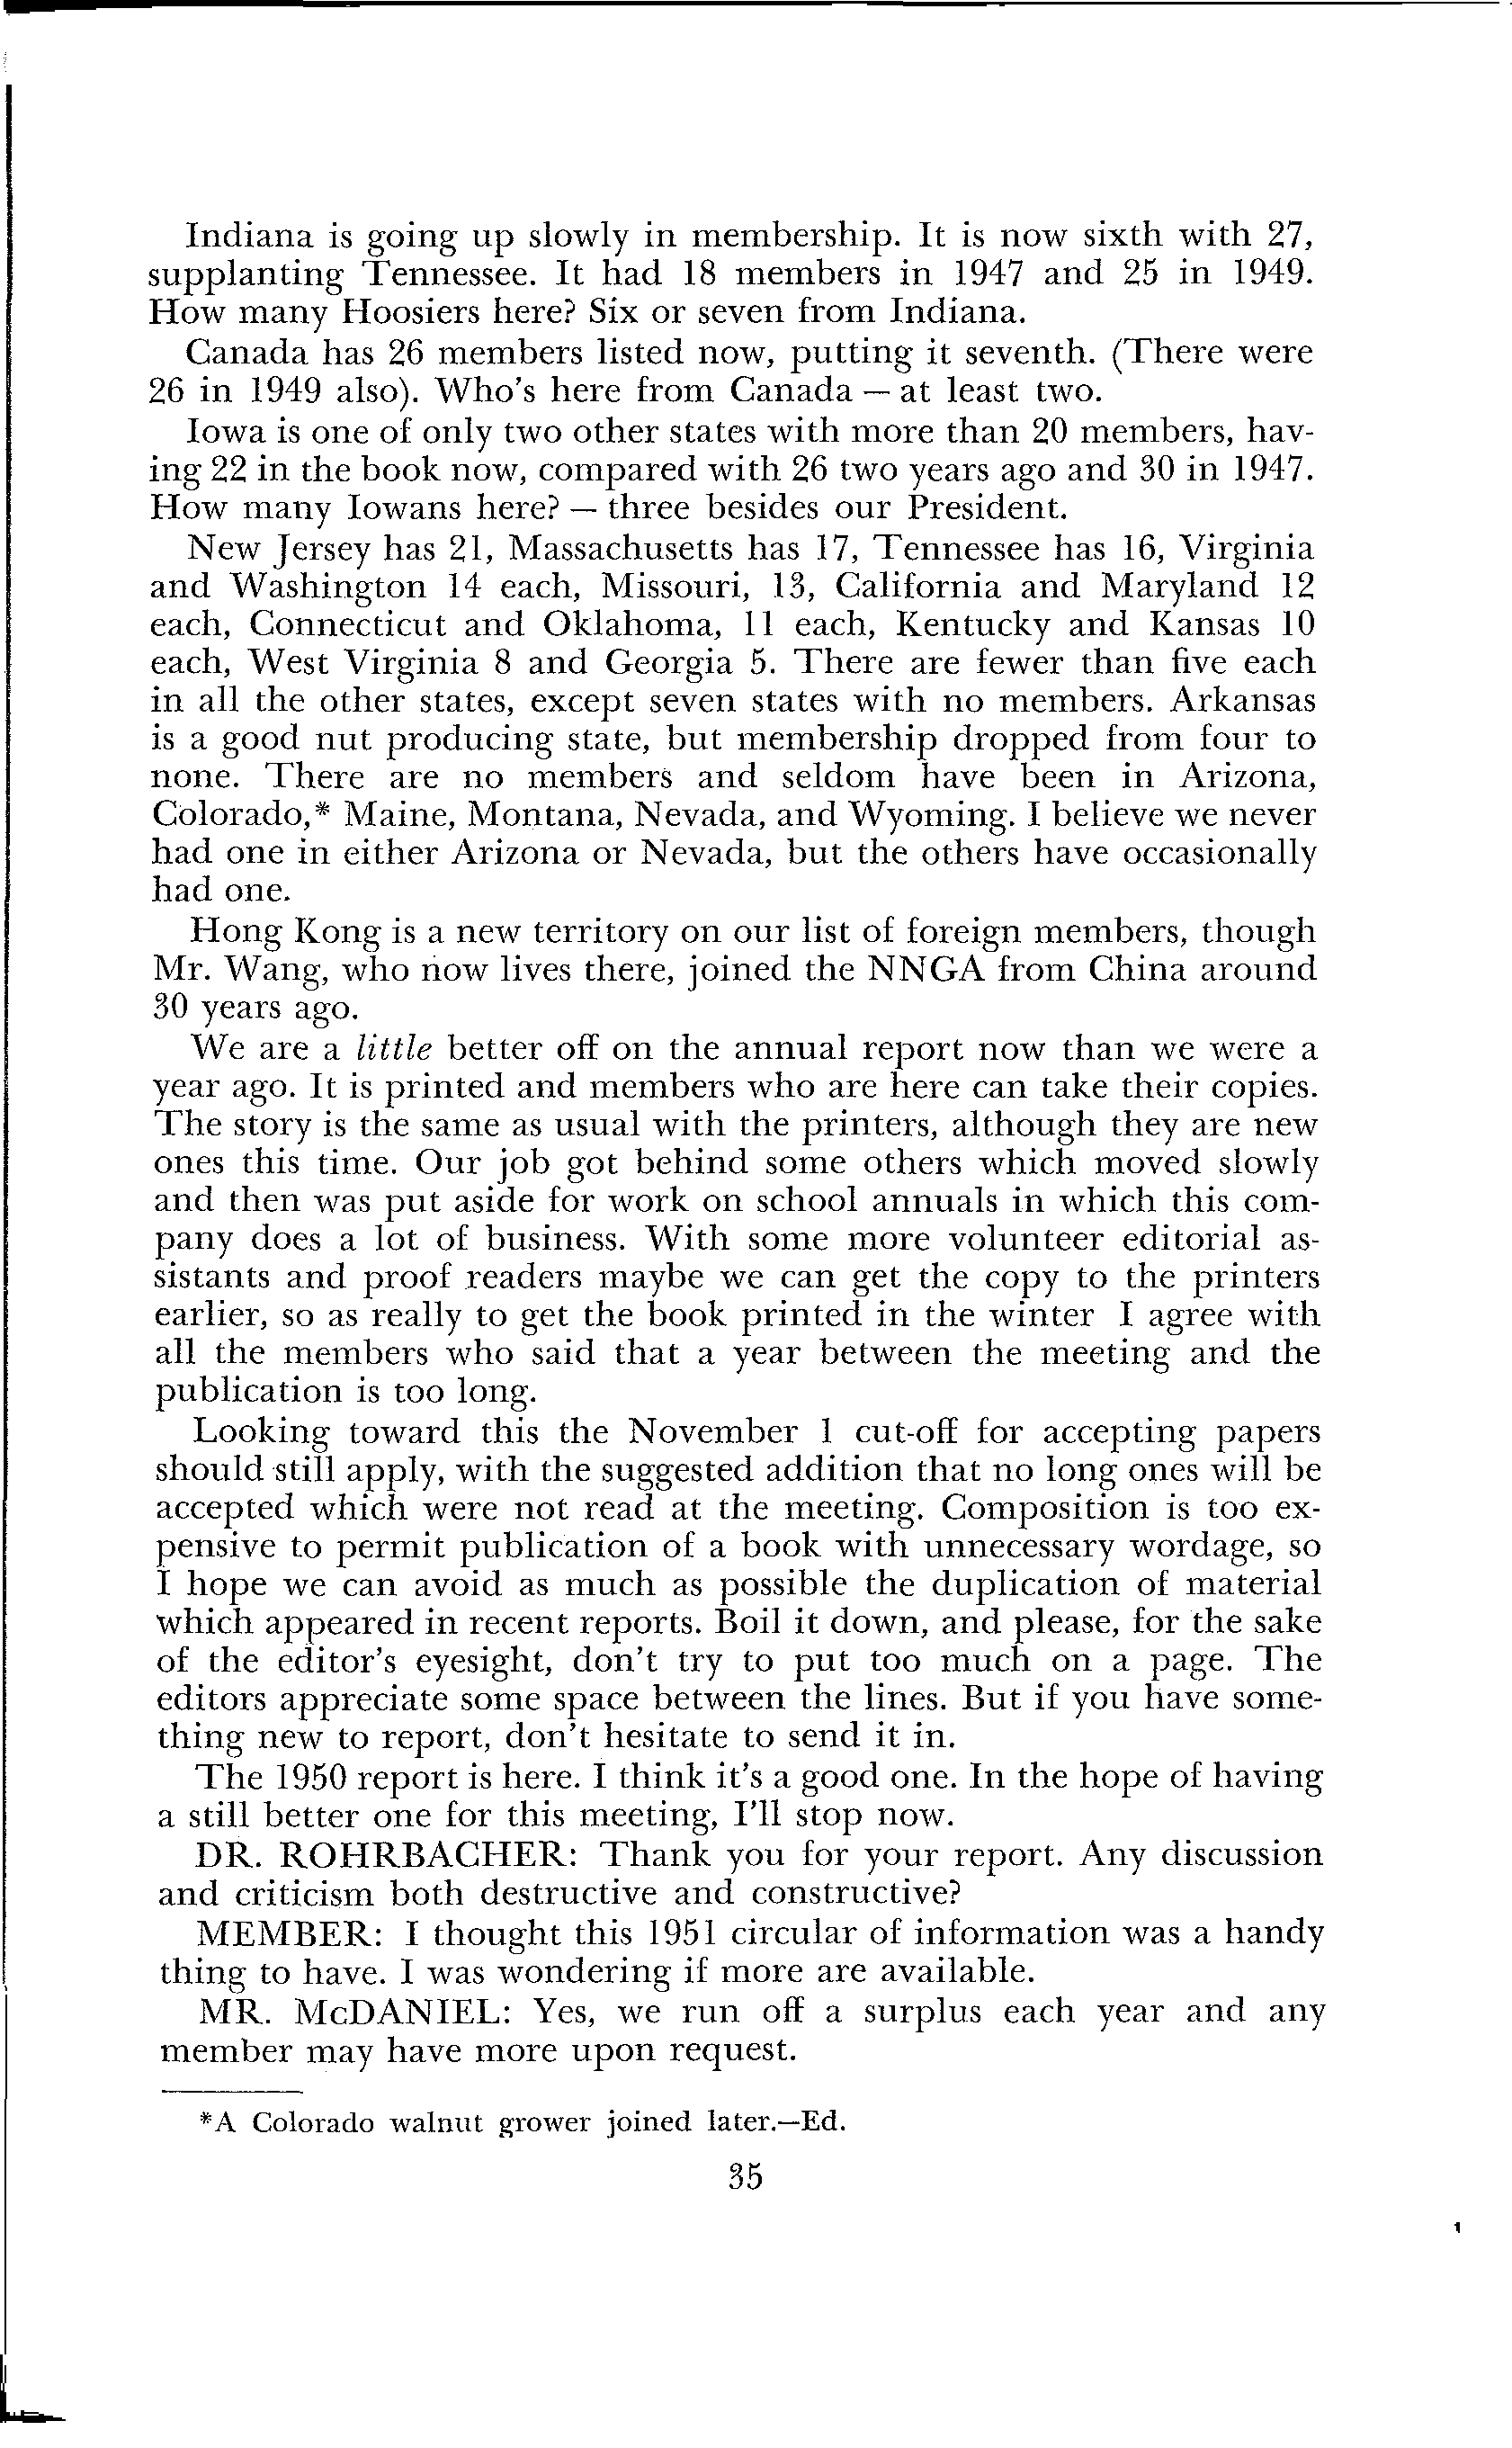 Indiana is going up slowly in membership. It is now sixth with 27,
supplanting Tennessee. It had 18 members in 1947 and 25 in 1949.
How many Hoosiers here? Six or seven from Indiana.
Canada has 26 members listed now, putting it seventh. (There were
26 in 1949 also). Who's here from Canada — at least two.
Iowa is one of only two other states with more than 20 members, hav-
ing 22 in the book now, compared with 26 two years ago and 30 in 1947.
How many Iowans here? — three besides our President.
New Jersey has 21, Massachusetts has 17, Tennessee has 16, Virginia
and Washington 14 each, Missouri, 13, California and Maryland 12
each, Connecticut and Oklahoma, 11 each, Kentucky and Kansas 10
each, West Virginia 8 and Georgia 5. There are fewer than five each
in all the other states, except seven states with no members. Arkansas
is a good nut producing state, but membership dropped from four to
none. There are no members and seldom have been in Arizona,
Colorado,* Maine, Montana, Nevada, and Wyoming. I believe we never
had one in either Arizona or Nevada, but the others have occasionally
had one.
Hong Kong is a new territory on our list of foreign members, though
Mr. Wang, who now lives there, joined the NNGA from China around
30 years ago.
We are a little better off on the annual report now than we were a
year ago. It is printed and members who are here can take their copies.
The story is the same as usual with the printers, although they are new
ones this time. Our job got behind some others which moved slowly
and then was put aside for work on school annuals in which this com-
pany does a lot of business. With some more volunteer editorial as-
sistants and proof readers maybe we can get the copy to the printers
earlier, so as really to get the book printed in the winter I agree with
all the members who said that a year between the meeting and the
publication is too long.
Looking toward this the November 1 cut-off for accepting papers
should still apply, with the suggested addition that no long ones will be
accepted which were not read at the meeting. Composition is too ex-
pensive to permit publication of a book with unnecessary wordage, so
I hope we can avoid as much as possible the duplication of material
which appeared in recent reports. Boil it down, and please, for the sake
of the editor's eyesight, don't try to put too much on a page. The
editors appreciate some space between the lines. But if you have some-
thing new to report, don't hesitate to send it in.
The 1950 report is here. I think it's a good one. In the hope of having
a still better one for this meeting, I'll stop now.
DR. ROHRBACHER: Thank you for your report. Any discussion
and criticism both destructive and constructive?
MEMBER: I thought this 1951 circular of information was a handy
thing to have. I was wondering if more are available.
MR. McDANIEL: Yes, we run off a surplus each year and any
member may have more upon request.
*A Colorado walnut grower joined later.—Ed.
35